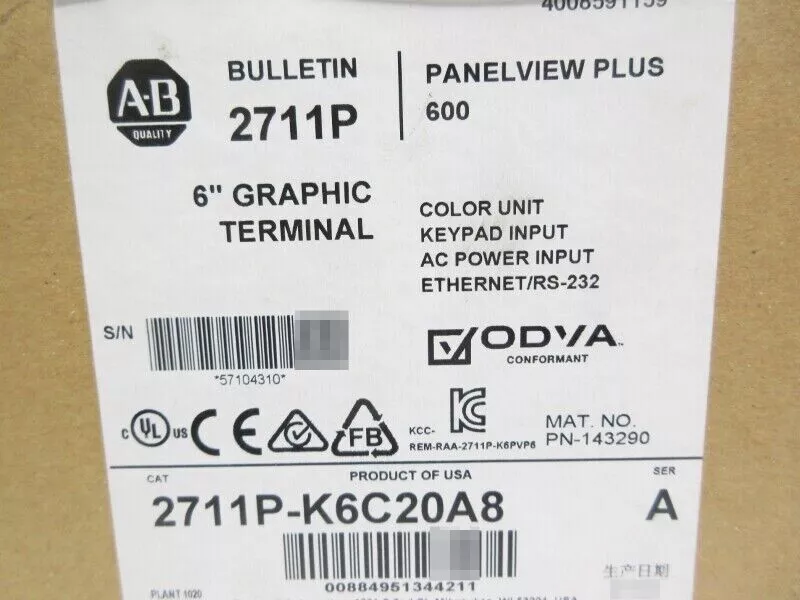 4008591159
A-B
QUALITY
BULLETIN
2711P
PANELVIEW PLUS
600
6" GRAPHIC
TERMINAL
COLOR UNIT
KEYPAD INPUT
AC POWER INPUT
ETHERNET/RS-232
S/N
*57104310*
ODVA™
CONFORMANT
C UL US CE FB
KCC-
REM-RAA-2711P-K6PVP6
MAT. NO.
PN-143290
CAT
PRODUCT OF USA
SER
2711P-K6C20A8
A
00884951344211
生产日期
PLANT 1020